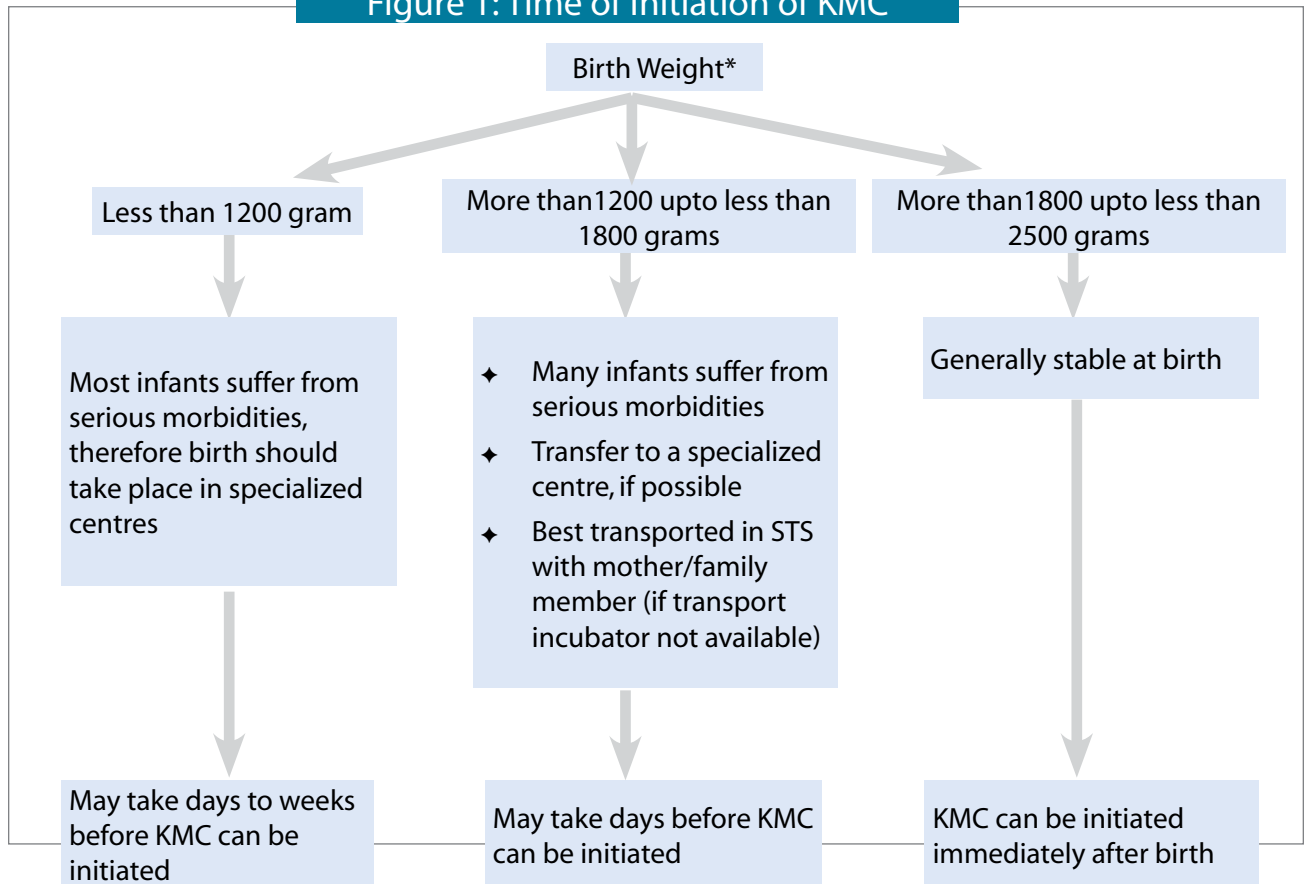 Figure 1: Time of Initiation of KMC
Birth Weight*
Less than 1200 gram
More than1200 upto less than
1800 grams
More than1800 upto less than
2500 grams
Most infants suffer from
serious morbidities,
therefore birth should
take place in specialized
centres
✦ Many infants suffer from
serious morbidities
✦ Transfer to a specialized
centre, if possible
✦ Best transported in STS
with mother/family
member (if transport
incubator not available)
Generally stable at birth
May take days to weeks
before KMC can be
initiated
May take days before KMC
can be initiated
KMC can be initiated
immediately after birth